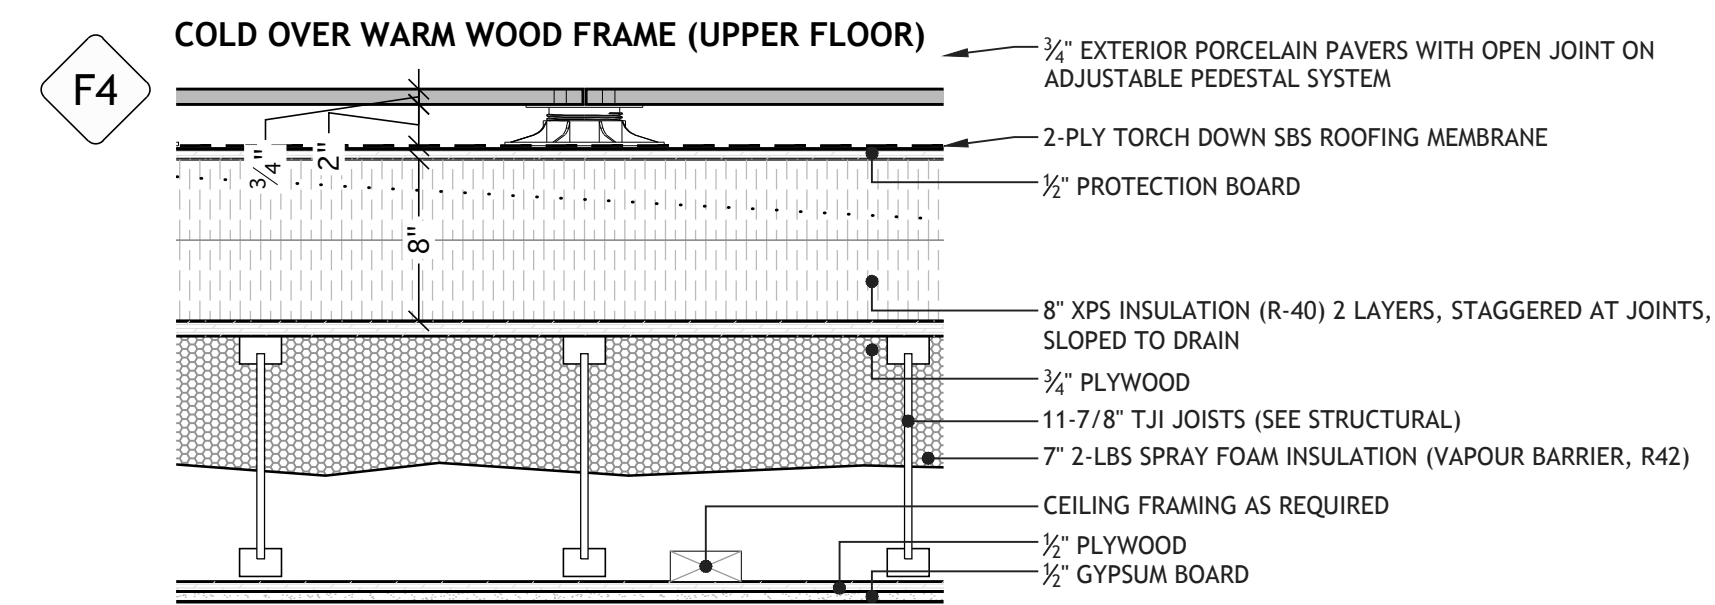 COLD OVER WARM WOOD FRAME (UPPER FLOOR)
F4
3/4"
2"
8"
¾" EXTERIOR PORCELAIN PAVERS WITH OPEN JOINT ON
ADJUSTABLE PEDESTAL SYSTEM
2-PLY TORCH DOWN SBS ROOFING MEMBRANE
½" PROTECTION BOARD
8" XPS INSULATION (R-40) 2 LAYERS, STAGGERED AT JOINTS,
SLOPED TO DRAIN
¾" PLYWOOD
11-7/8" TJI JOISTS (SEE STRUCTURAL)
7" 2-LBS SPRAY FOAM INSULATION (VAPOUR BARRIER, R42)
CEILING FRAMING AS REQUIRED
½" PLYWOOD
½" GYPSUM BOARD